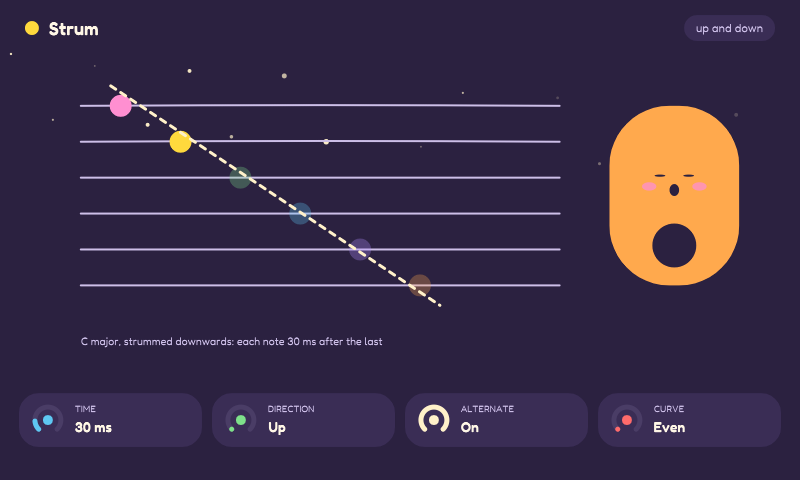 Strum
up and down
C major, strummed downwards: each note 30 ms after the last
TIME
30 ms
DIRECTION
Up
ALTERNATE
On
CURVE
Even